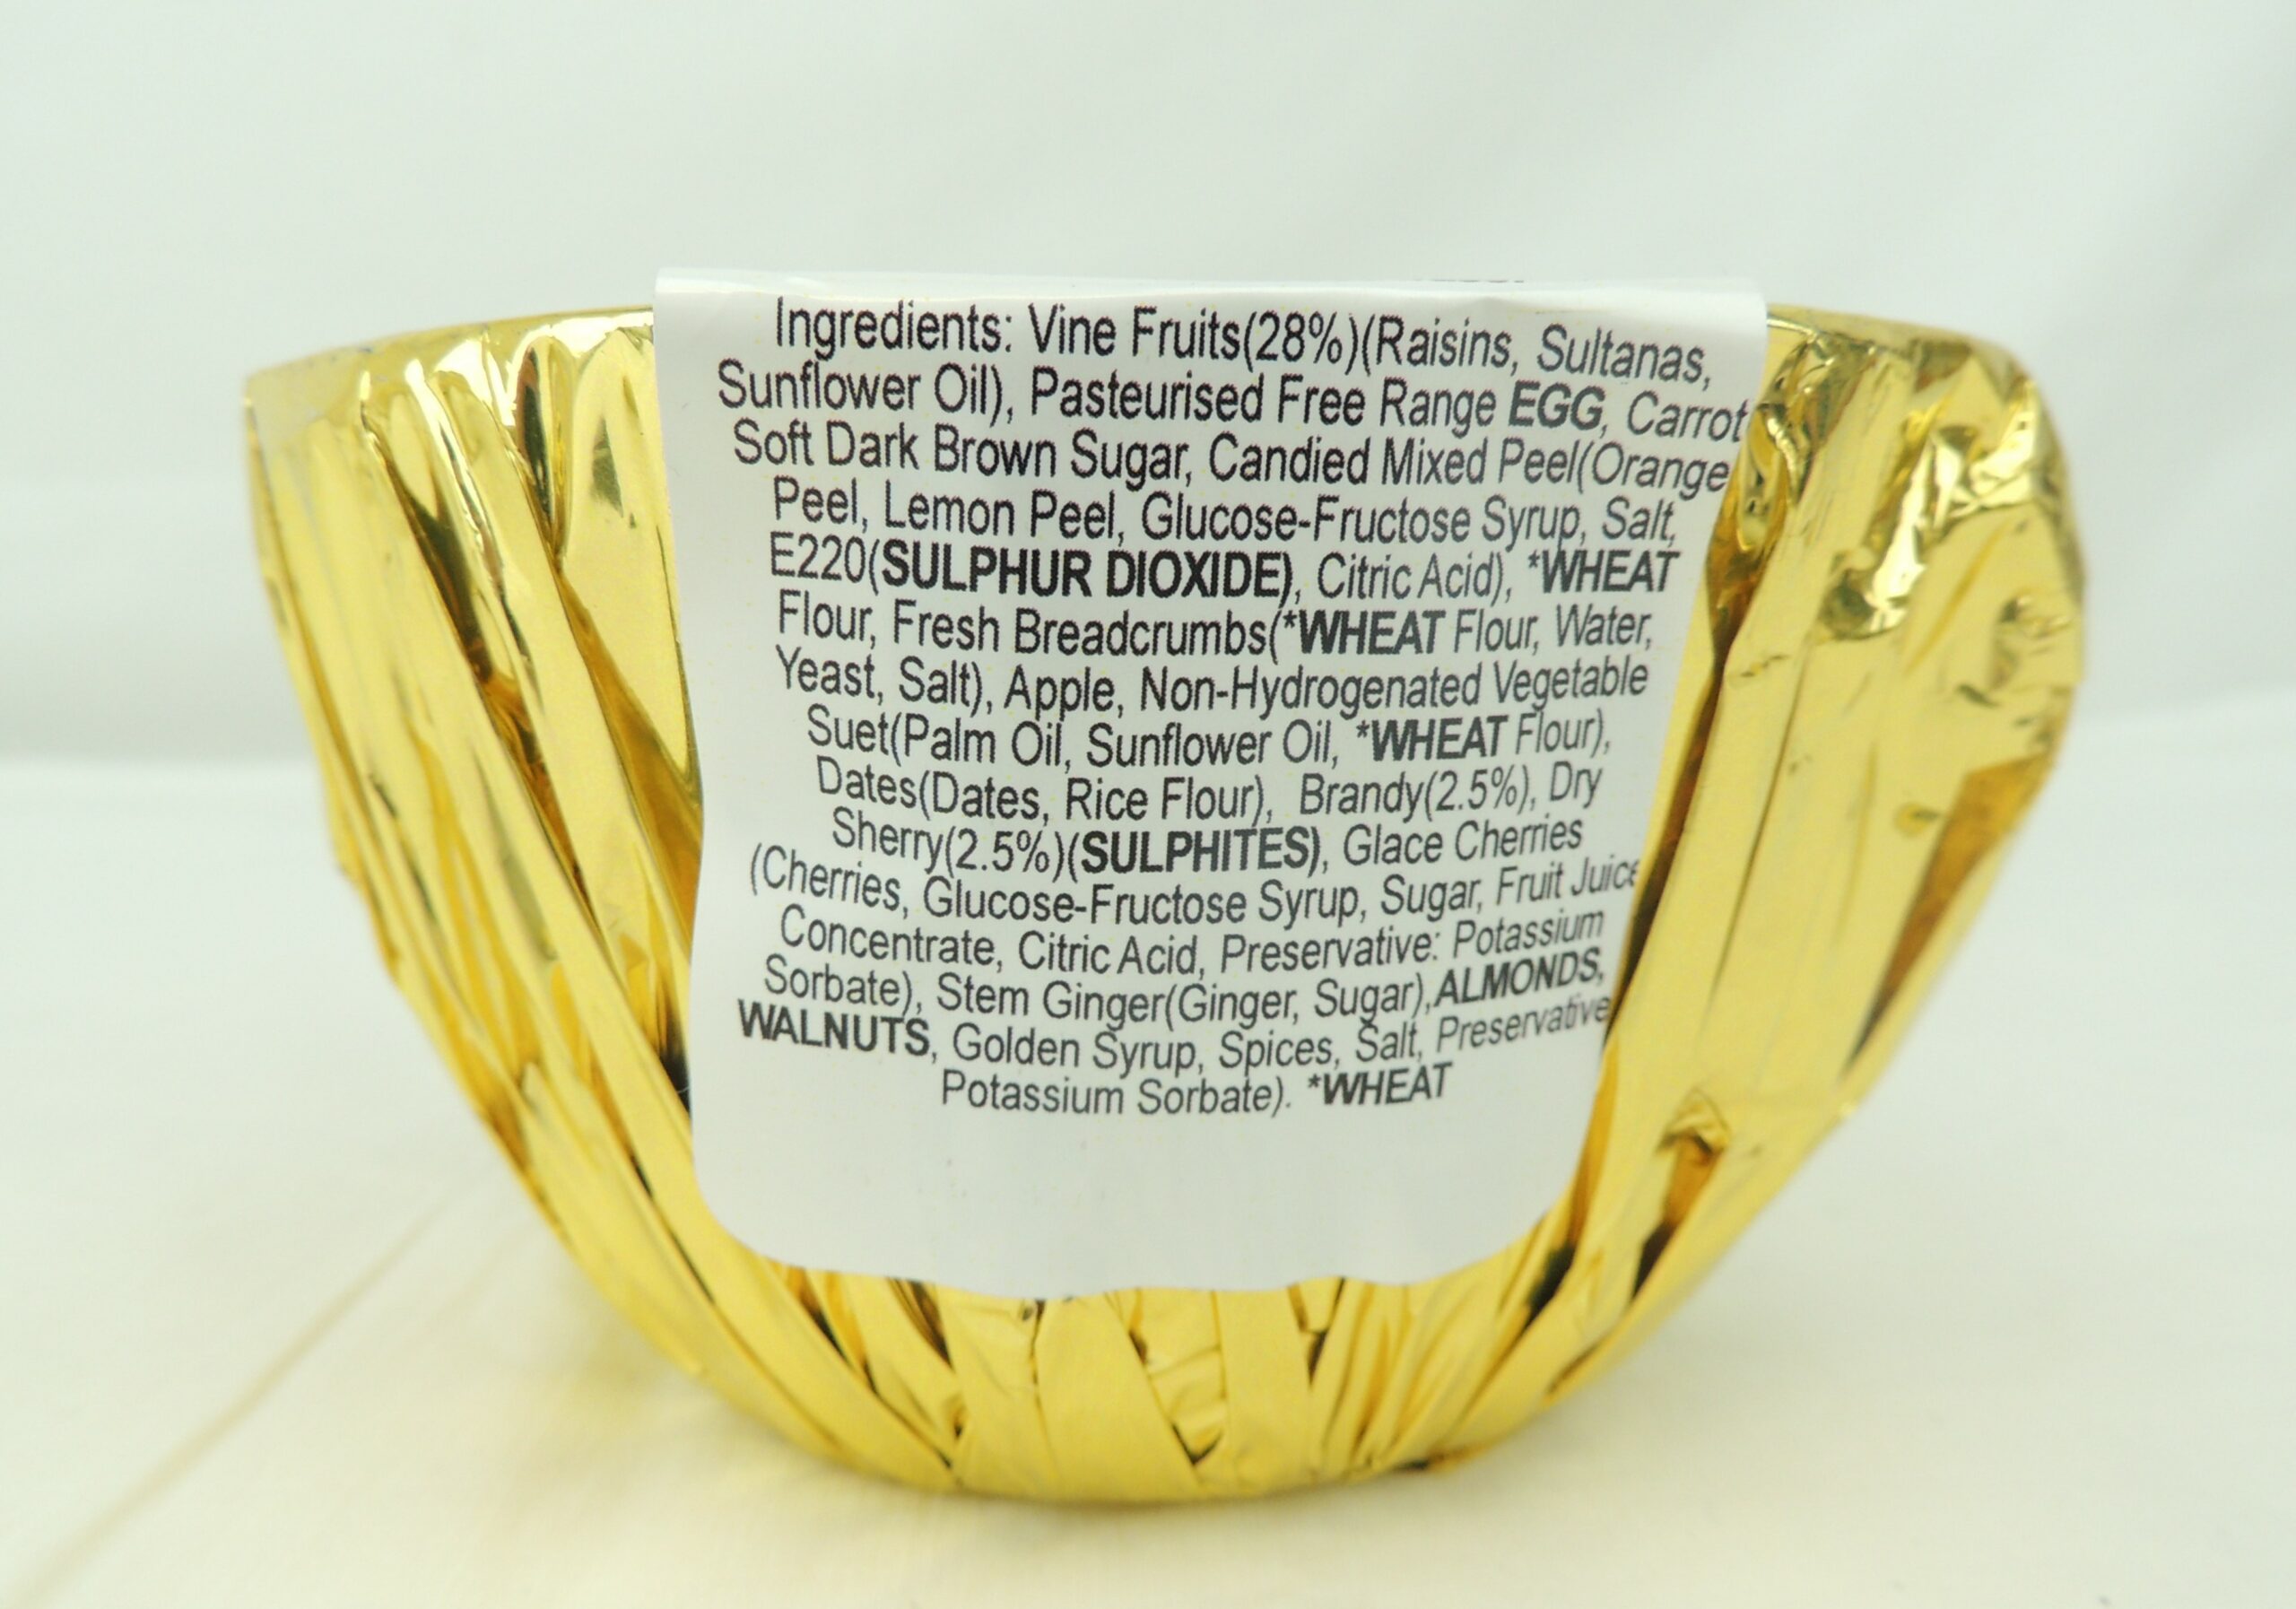 Ingredients: Vine Fruits(28%)(Raisins, Sultanas,
Sunflower Oil), Pasteurised Free Range EGG, Carrot
Soft Dark Brown Sugar, Candied Mixed Peel(Orange
Peel, Lemon Peel, Glucose-Fructose Syrup, Salt,
E220(SULPHUR DIOXIDE), Citric Acid), *WHEAT
Flour, Fresh Breadcrumbs(*WHEAT Flour, Water,
Yeast, Salt), Apple, Non-Hydrogenated Vegetable
Suet(Palm Oil, Sunflower Oil, *WHEAT Flour),
Dates(Dates, Rice Flour), Brandy(2.5%), Dry
Sherry(2.5%)(SULPHITES), Glace Cherries
(Cherries, Glucose-Fructose Syrup, Sugar, Fruit Juice
Concentrate, Citric Acid, Preservative: Potassium
Sorbate), Stem Ginger(Ginger, Sugar),ALMONDS,
WALNUTS, Golden Syrup, Spices, Salt, Preservative
Potassium Sorbate). *WHEAT